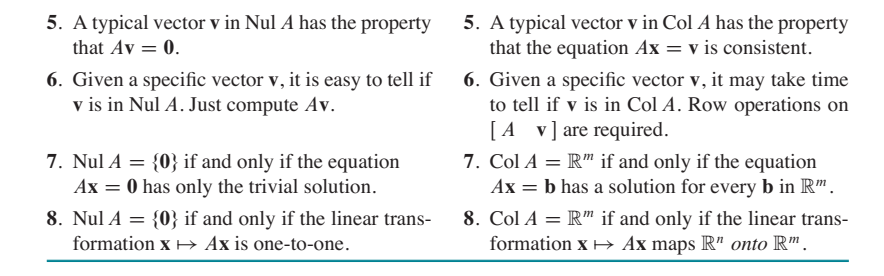 5. A typical vector v in Nul A has the property
that Av = 0.
6. Given a specific vector v, it is easy to tell if
v is in Nul A. Just compute Av.
7. Nul A = {0} if and only if the equation
Ax = 0 has only the trivial solution.
8. Nul A = {0} if and only if the linear trans-
formation x ↦ Ax is one-to-one.
5. A typical vector v in Col A has the property
that the equation Ax = v is consistent.
6. Given a specific vector v, it may take time
to tell if v is in Col A. Row operations on
[ A v ] are required.
7. Col A = ℝᵐ if and only if the equation
Ax = b has a solution for every b in ℝᵐ.
8. Col A = ℝᵐ if and only if the linear trans-
formation x ↦ Ax maps ℝⁿ onto ℝᵐ.